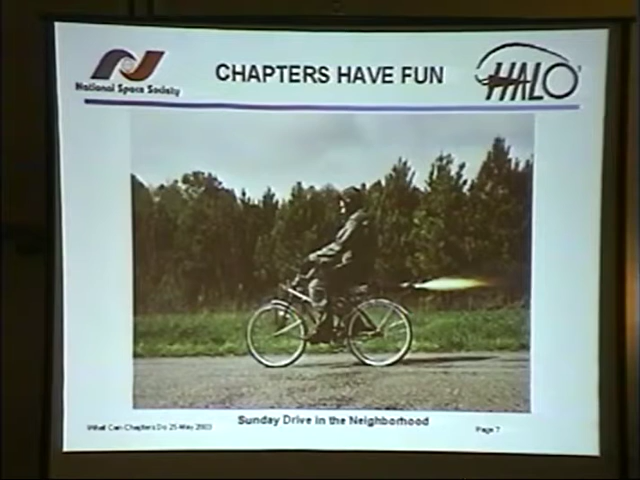 National Space Society
CHAPTERS HAVE FUN
HALO
Sunday Drive in the Neighborhood
What Can Chapters Do 25-May 2003
Page 7